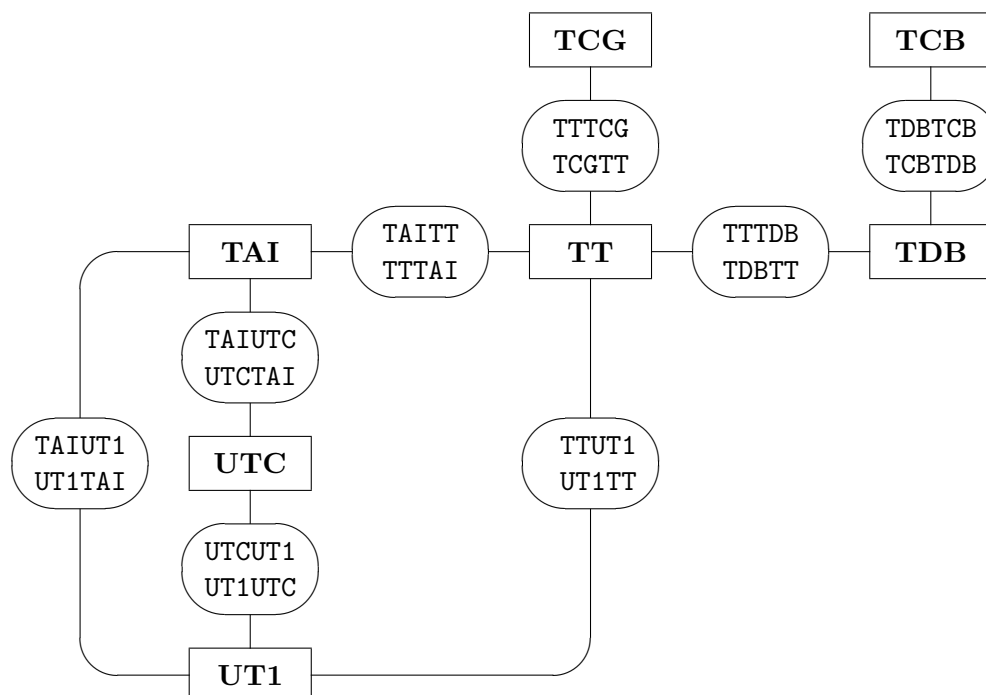 TCG
TCB
TTTCG
TCGTT
TDBTCB
TCBTDB
TAI
TAITT
TTTAI
TT
TTTDB
TDBTT
TDB
TAIUTC
UTCTAI
TAIUT1
UT1TAI
UTC
TTUT1
UT1TT
UTCUT1
UT1UTC
UT1